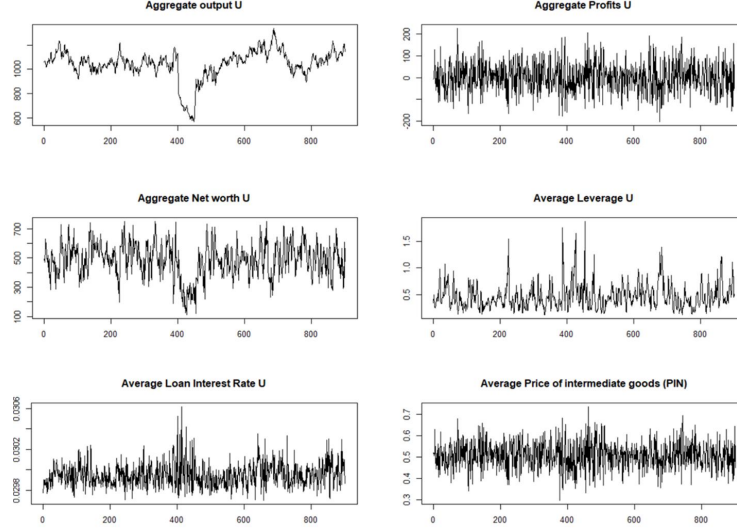 Aggregate output U
600 800 1000
0 200 400 600 800
Aggregate Profits U
-200 0 100 200
0 200 400 600 800
Aggregate Net worth U
100 300 500 700
0 200 400 600 800
Average Leverage U
0.5 1.0 1.5
0 200 400 600 800
Average Loan Interest Rate U
0.0298 0.0302 0.0306
0 200 400 600 800
Average Price of intermediate goods (PIN)
0.3 0.4 0.5 0.6 0.7
0 200 400 600 800